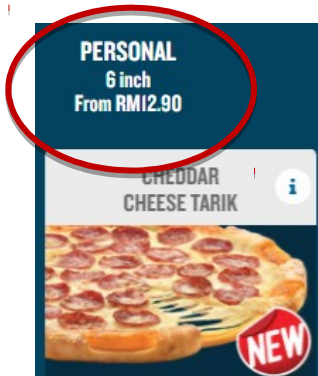 PERSONAL
6 inch
From RM12.90
CHEDDAR
CHEESE TARIK
i
NEW